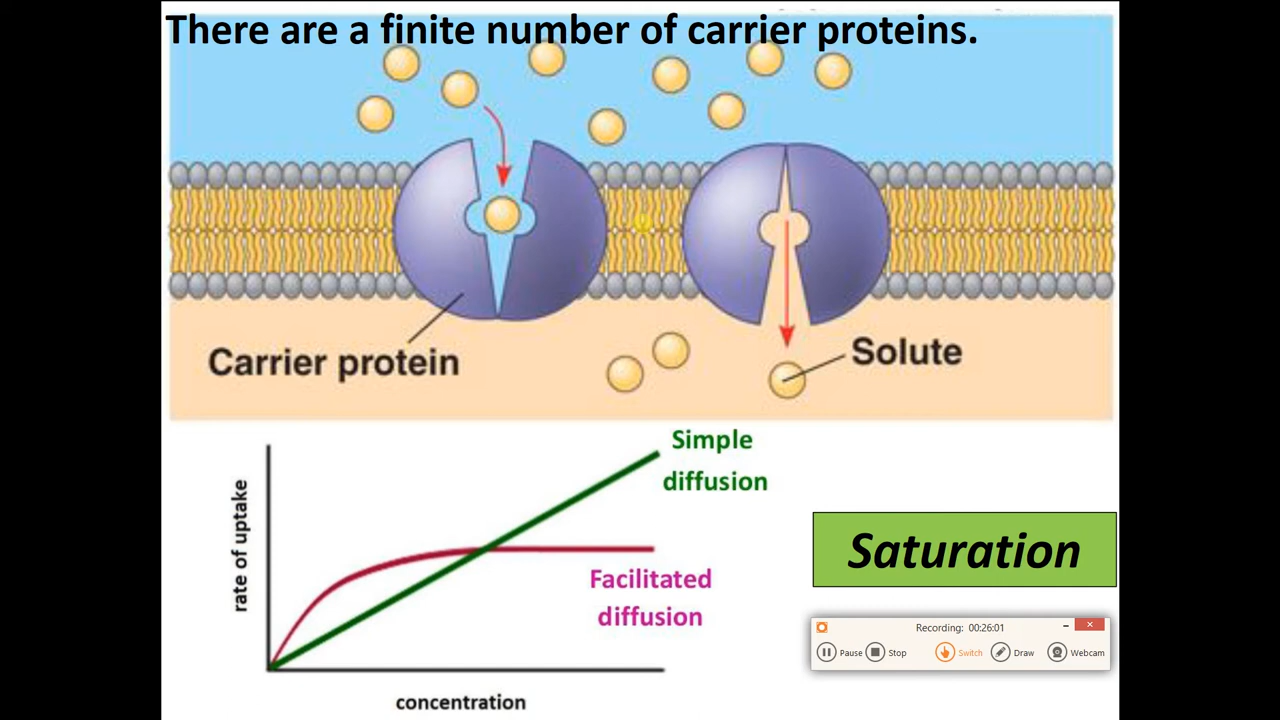 There are a finite number of carrier proteins.
Carrier protein
Solute
Simple
diffusion
rate of uptake
Facilitated
diffusion
concentration
Saturation
Recording: 00:26:01
Pause Stop Switch Draw Webcam